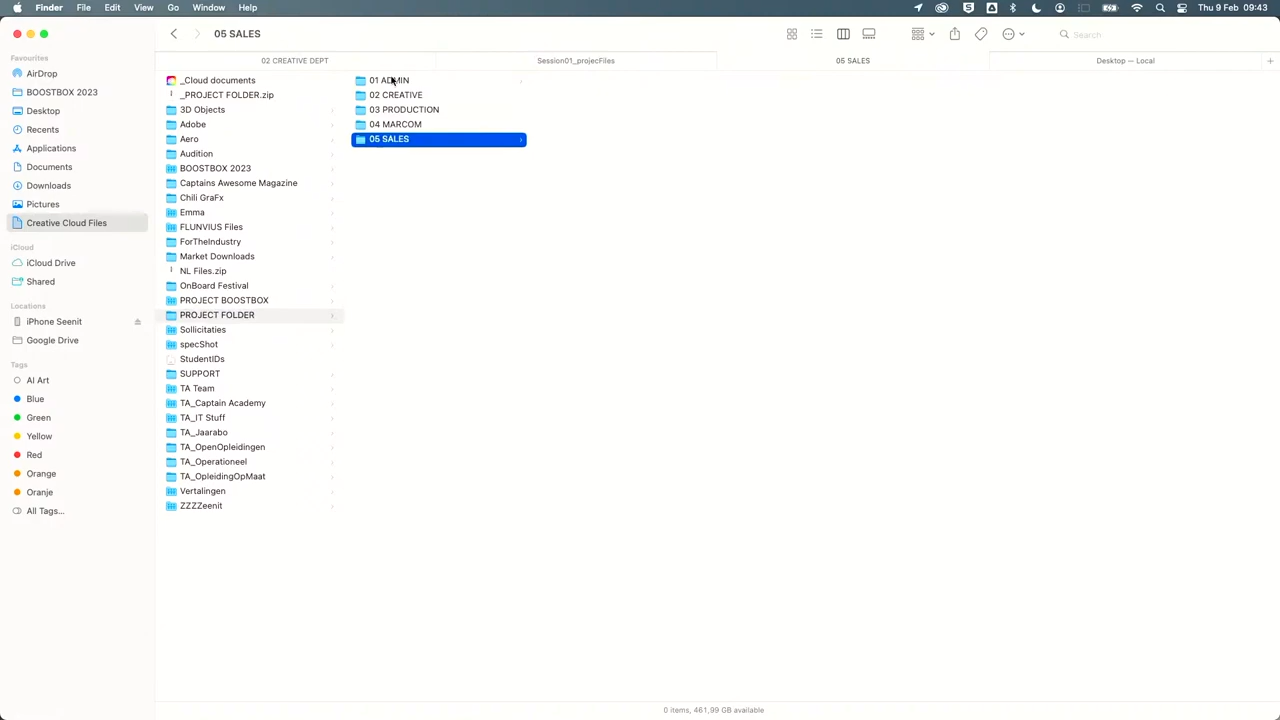 Finder File Edit View Go Window Help Thu 9 Feb 09:43
05 SALES Search
02 CREATIVE DEPT Session01_projecFiles 05 SALES Desktop — Local
Favourites
AirDrop
BOOSTBOX 2023
Desktop
Recents
Applications
Documents
Downloads
Pictures
Creative Cloud Files
iCloud
iCloud Drive
Shared
Locations
iPhone Seenit
Google Drive
Tags
AI Art
Blue
Green
Yellow
Red
Orange
Oranje
All Tags...
_Cloud documents
_PROJECT FOLDER.zip
3D Objects
Adobe
Aero
Audition
BOOSTBOX 2023
Captains Awesome Magazine
Chili GraFx
Emma
FLUNVIUS Files
ForTheIndustry
Market Downloads
NL Files.zip
OnBoard Festival
PROJECT BOOSTBOX
PROJECT FOLDER
Sollicitaties
specShot
StudentIDs
SUPPORT
TA Team
TA_Captain Academy
TA_IT Stuff
TA_Jaarabo
TA_OpenOpleidingen
TA_Operationeel
TA_OpleidingOpMaat
Vertalingen
ZZZZeenit
01 ADMIN
02 CREATIVE
03 PRODUCTION
04 MARCOM
05 SALES
0 items, 461,99 GB available